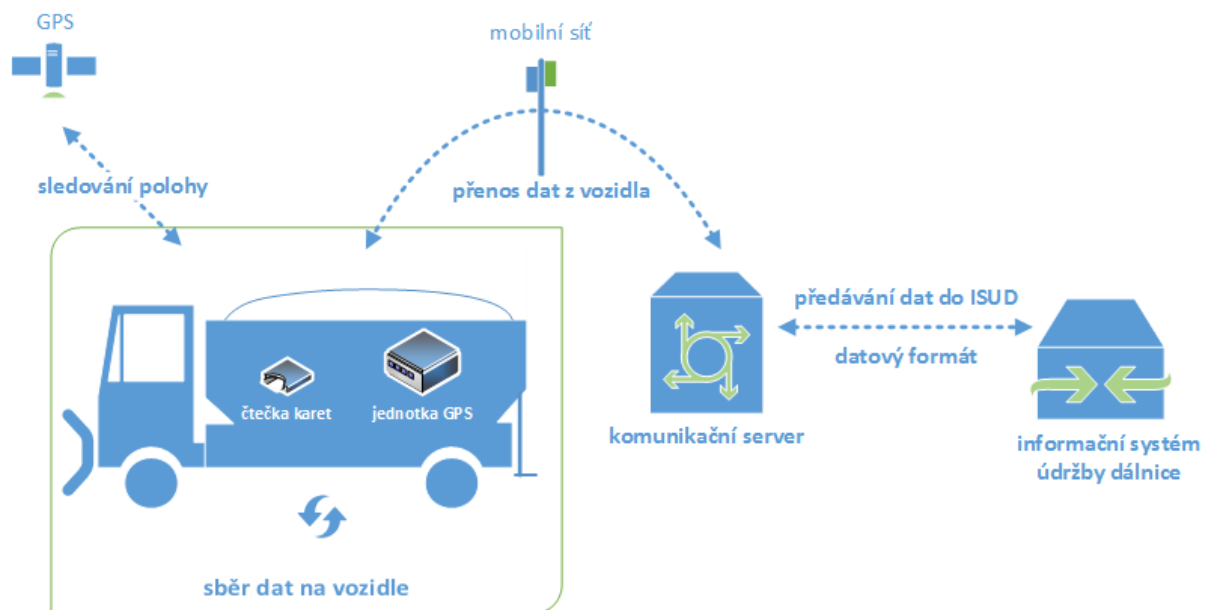 GPS
mobilní síť
sledování polohy
přenos dat z vozidla
předávání dat do ISUD
datový formát
čtečka karet
jednotka GPS
komunikační server
informační systém
údržby dálnice
sběr dat na vozidle